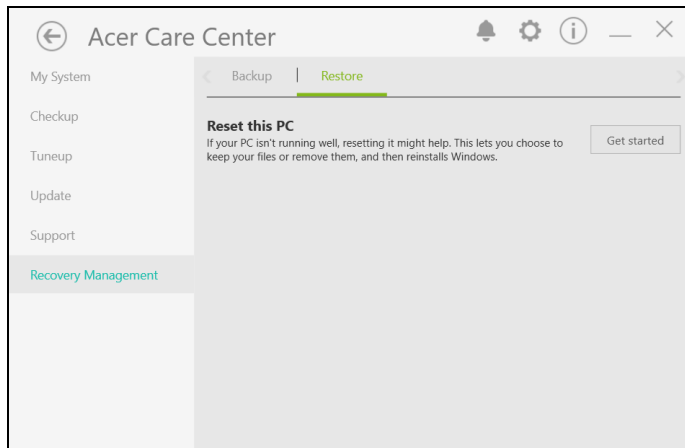 Acer Care Center
My System
Checkup
Tuneup
Update
Support
Recovery Management
Backup
Restore
Reset this PC
If your PC isn't running well, resetting it might help. This lets you choose to
keep your files or remove them, and then reinstalls Windows.
Get started